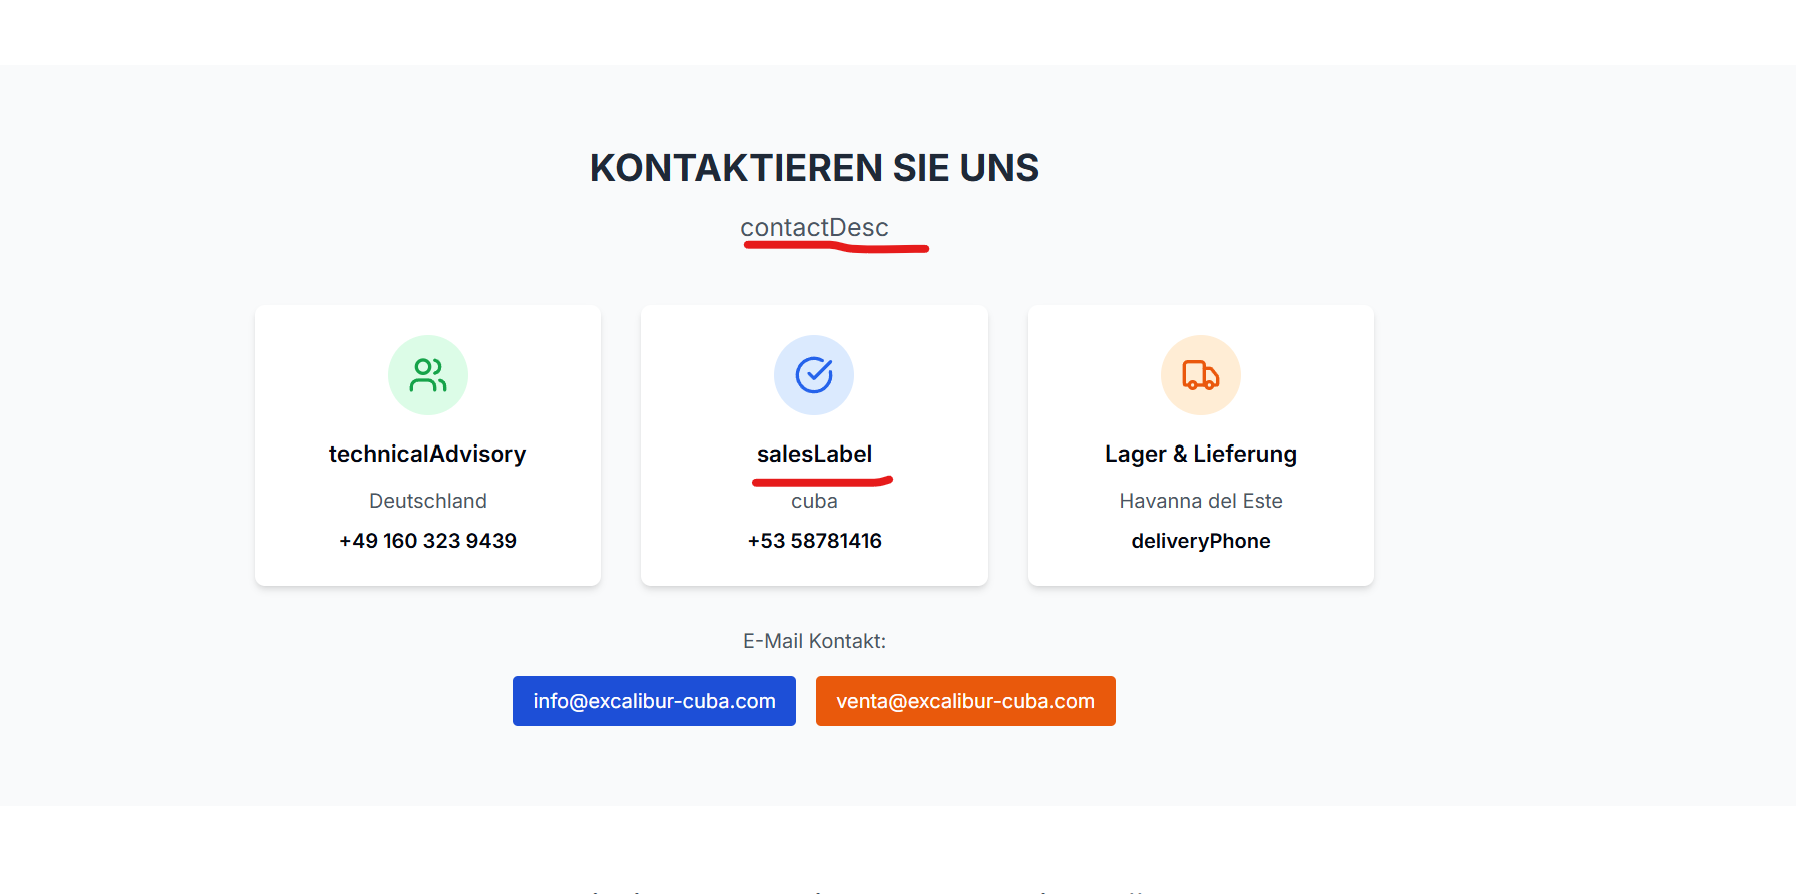 KONTAKTIEREN SIE UNS
contactDesc
technicalAdvisory
Deutschland
+49 160 323 9439
salesLabel
cuba
+53 58781416
Lager & Lieferung
Havanna del Este
deliveryPhone
E-Mail Kontakt:
info@excalibur-cuba.com
venta@excalibur-cuba.com